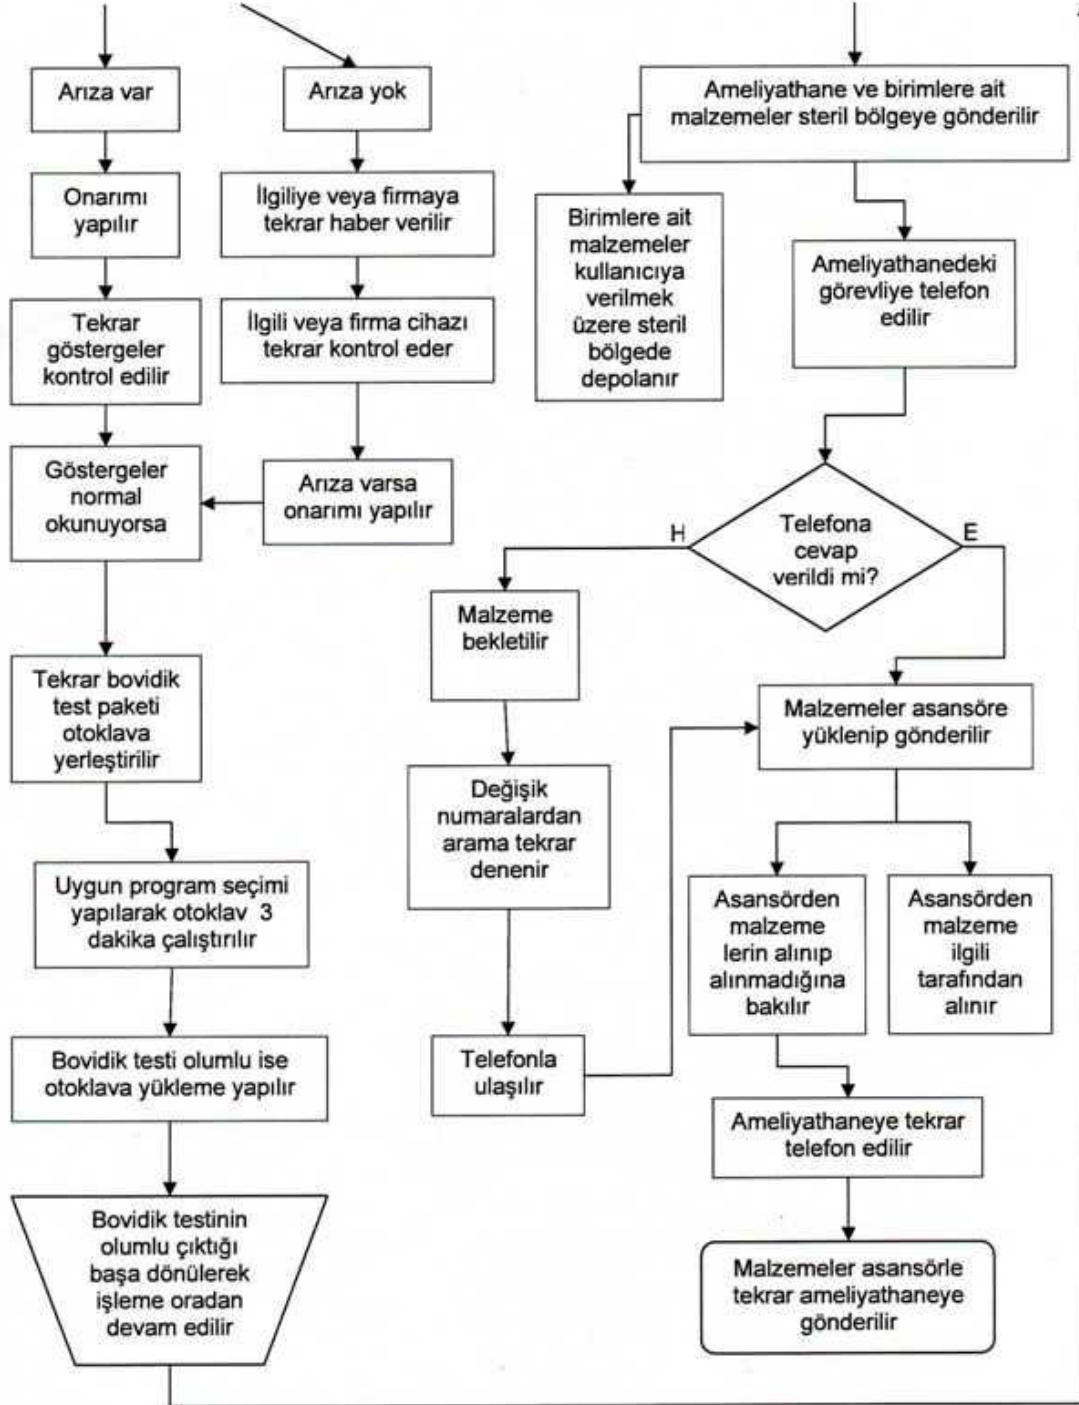 Arıza var
Arıza yok
Ameliyathane ve birimlere ait
malzemeler steril bölgeye gönderilir
Onarımı
yapılır
İlgiliye veya firmaya
tekrar haber verilir
Birimlere ait
malzemeler
kullanıcıya
verilmek
üzere steril
bölgede
depolanır
Ameliyathanedeki
görevliye telefon
edilir
Tekrar
göstergeler
kontrol edilir
İlgili veya firma cihazı
tekrar kontrol eder
Göstergeler
normal
okunuyorsa
Arıza varsa
onarımı yapılır
Telefona
cevap
verildi mi?
H
E
Malzeme
bekletilir
Tekrar bovidik
test paketi
otoklava
yerleştirilir
Malzemeler asansöre
yüklenip gönderilir
Değişik
numaralardan
arama tekrar
denenir
Uygun program seçimi
yapılarak otoklav 3
dakika çalıştırılır
Asansörden
malzeme
lerin alınıp
alınmadığına
bakılır
Asansörden
malzeme
ilgili
tarafından
alınır
Bovidik testi olumlu ise
otoklava yükleme yapılır
Telefonla
ulaşılır
Ameliyathaneye tekrar
telefon edilir
Bovidik testinin
olumlu çıktığı
başa dönülerek
işleme oradan
devam edilir
Malzemeler asansörle
tekrar ameliyathaneye
gönderilir